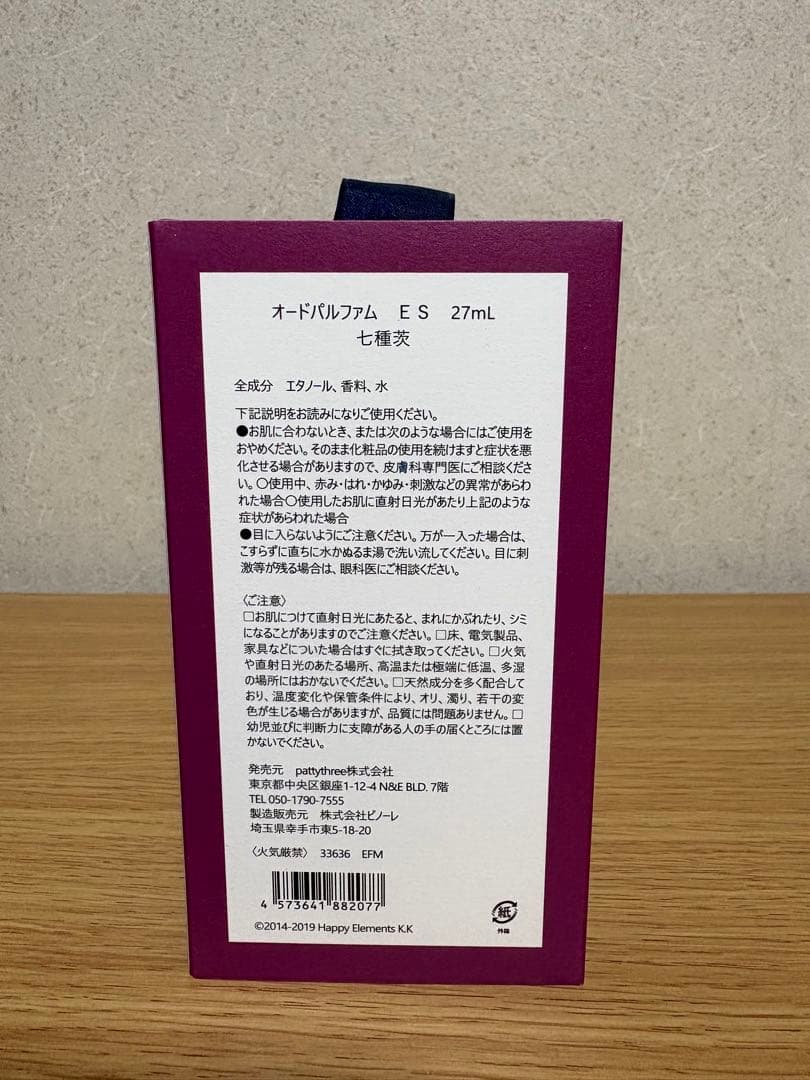 オードパルファム　ＥＳ　27mL
七種茨
全成分　エタノール、香料、水
下記説明をお読みになりご使用ください。
●お肌に合わないとき、または次のような場合にはご使用を
おやめください。そのまま化粧品の使用を続けますと症状を悪
化させる場合がありますので、皮膚科専門医にご相談くださ
い。〇使用中、赤み・はれ・かゆみ・刺激などの異常があらわ
れた場合〇使用したお肌に直射日光があたり上記のような
症状があらわれた場合
●目に入らないようにご注意ください。万が一入った場合は、
こすらずに直ちに水かぬるま湯で洗い流してください。目に刺
激等が残る場合は、眼科医にご相談ください。
〈ご注意〉
□お肌につけて直射日光にあたると、まれにかぶれたり、シミ
になることがありますのでご注意ください。□床、電気製品、
家具などについた場合はすぐに拭き取ってください。□火気
や直射日光のあたる場所、高温または極端に低温、多湿
の場所にはおかないでください。□天然成分を多く配合して
おり、温度変化や保管条件により、オリ、濁り、若干の変
色が生じる場合がありますが、品質には問題ありません。□
幼児並びに判断力に支障がある人の手の届くところには置
かないでください。
発売元　pattythree株式会社
東京都中央区銀座1-12-4 N&E BLD. 7階
TEL 050-1790-7555
製造販売元　株式会社ピノーレ
埼玉県幸手市東5-18-20
〈火気厳禁〉　33636　EFM
4 573641 882077
紙
外箱
©2014-2019 Happy Elements K.K